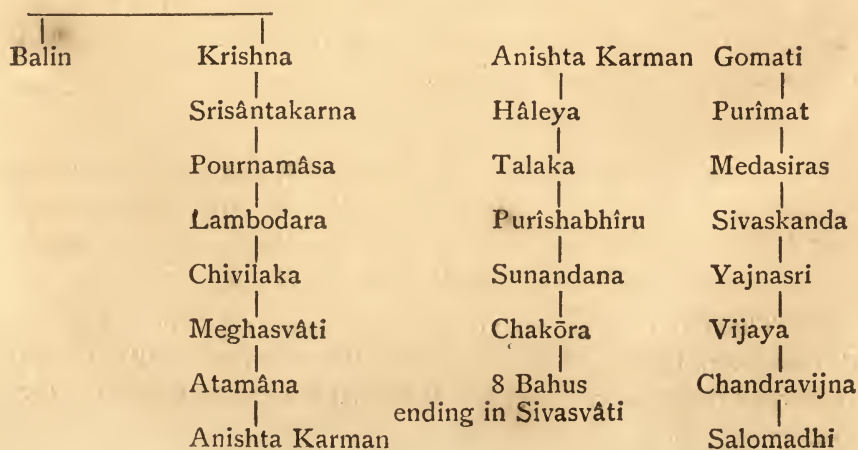 Balin Krishna Anishta Karman Gomati
Srisântakarna Hâleya Purîmat
Pournamâsa Talaka Medasiras
Lambodara Purîshabhîru Sivaskanda
Chivilaka Sunandana Yajnasri
Meghasvâti Chakōra Vijaya
Atamâna 8 Bahus Chandravijna
ending in Sivasvâti
Anishta Karman Salomadhi